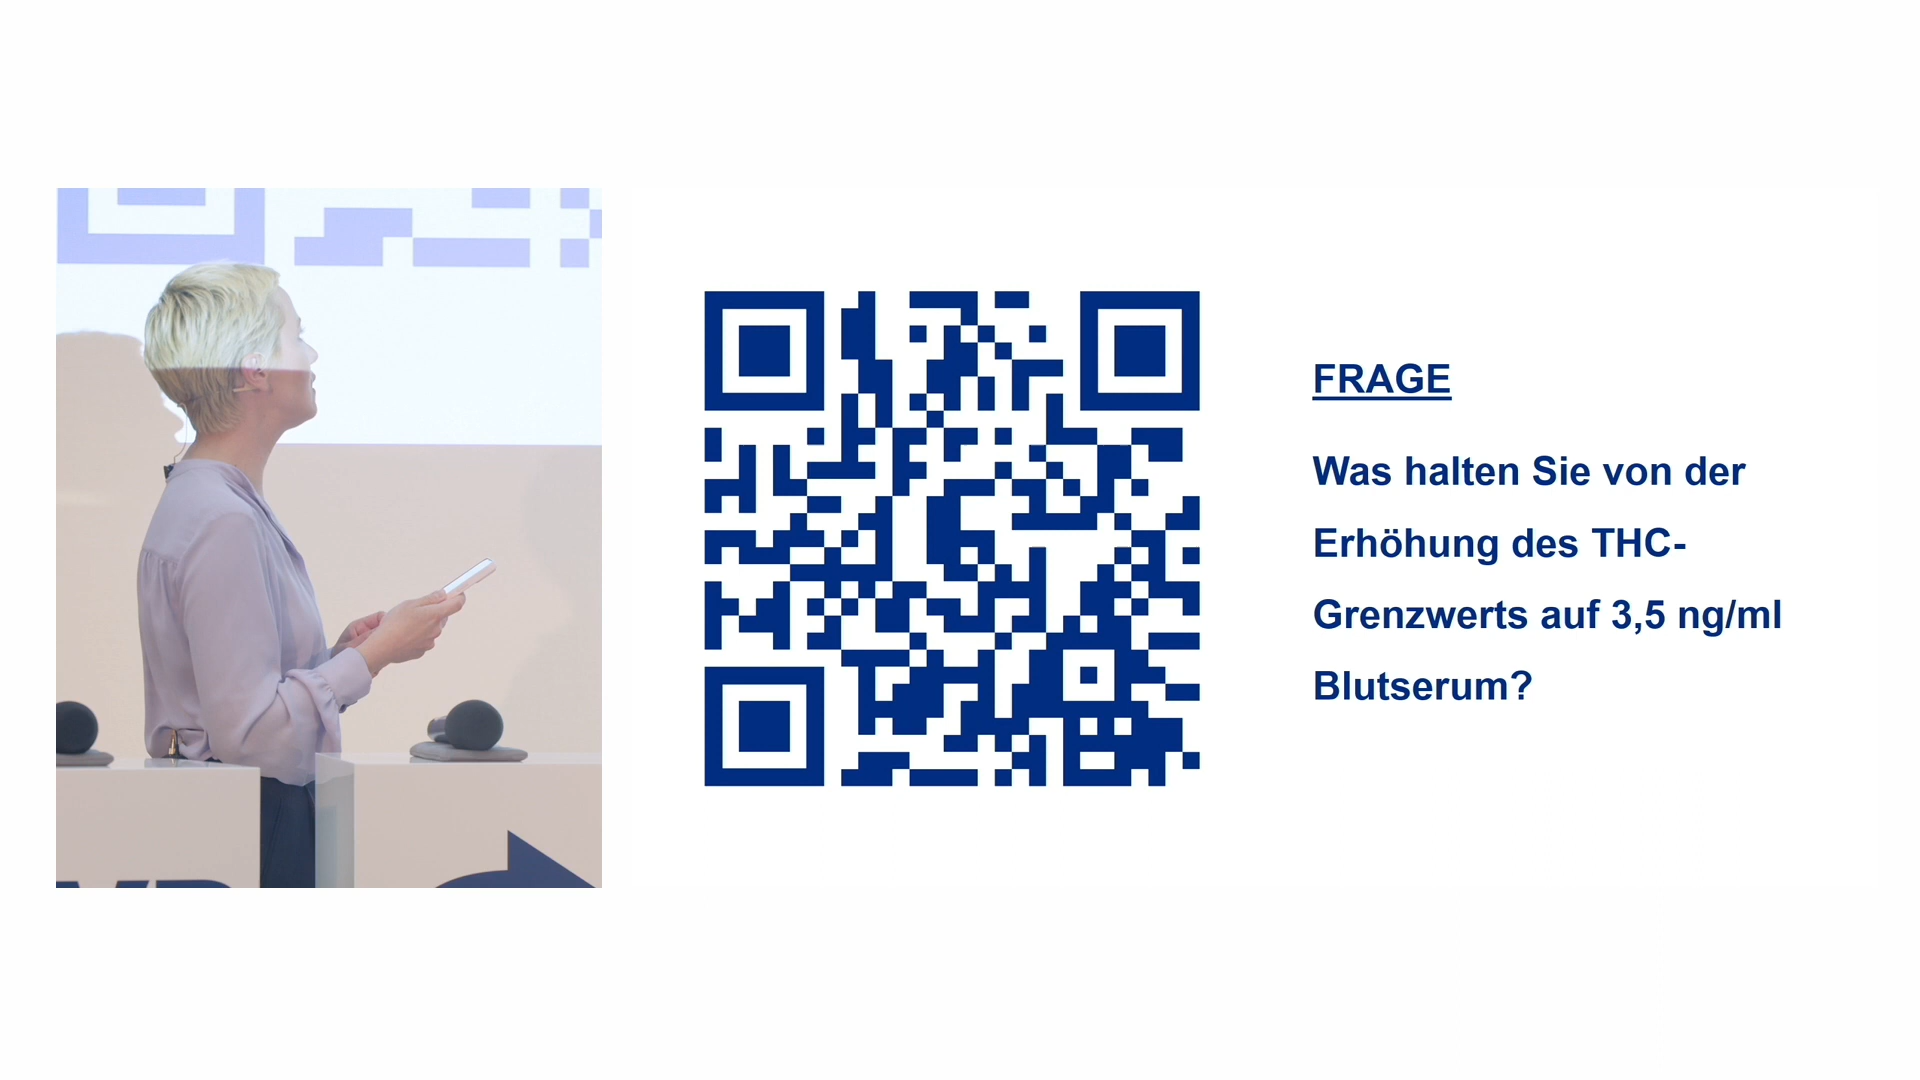 FRAGE
Was halten Sie von der
Erhöhung des THC-
Grenzwerts auf 3,5 ng/ml
Blutserum?